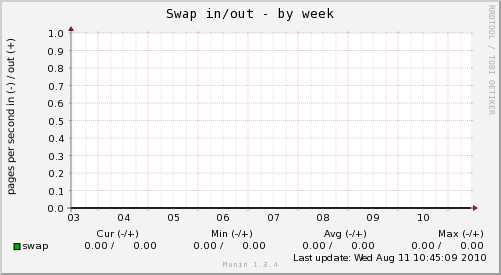 Swap in/out - by week
RRDTOOL / TOBI OETIKER
pages per second in (-) / out (+)
1.0
0.9
0.8
0.7
0.6
0.5
0.4
0.3
0.2
0.1
0.0
03 04 05 06 07 08 09 10
Cur (-/+) Min (-/+) Avg (-/+) Max (-/+)
swap 0.00 / 0.00 0.00 / 0.00 0.00 / 0.00 0.00 / 0.00
Last update: Wed Aug 11 10:45:09 2010
Munin 1.3.4